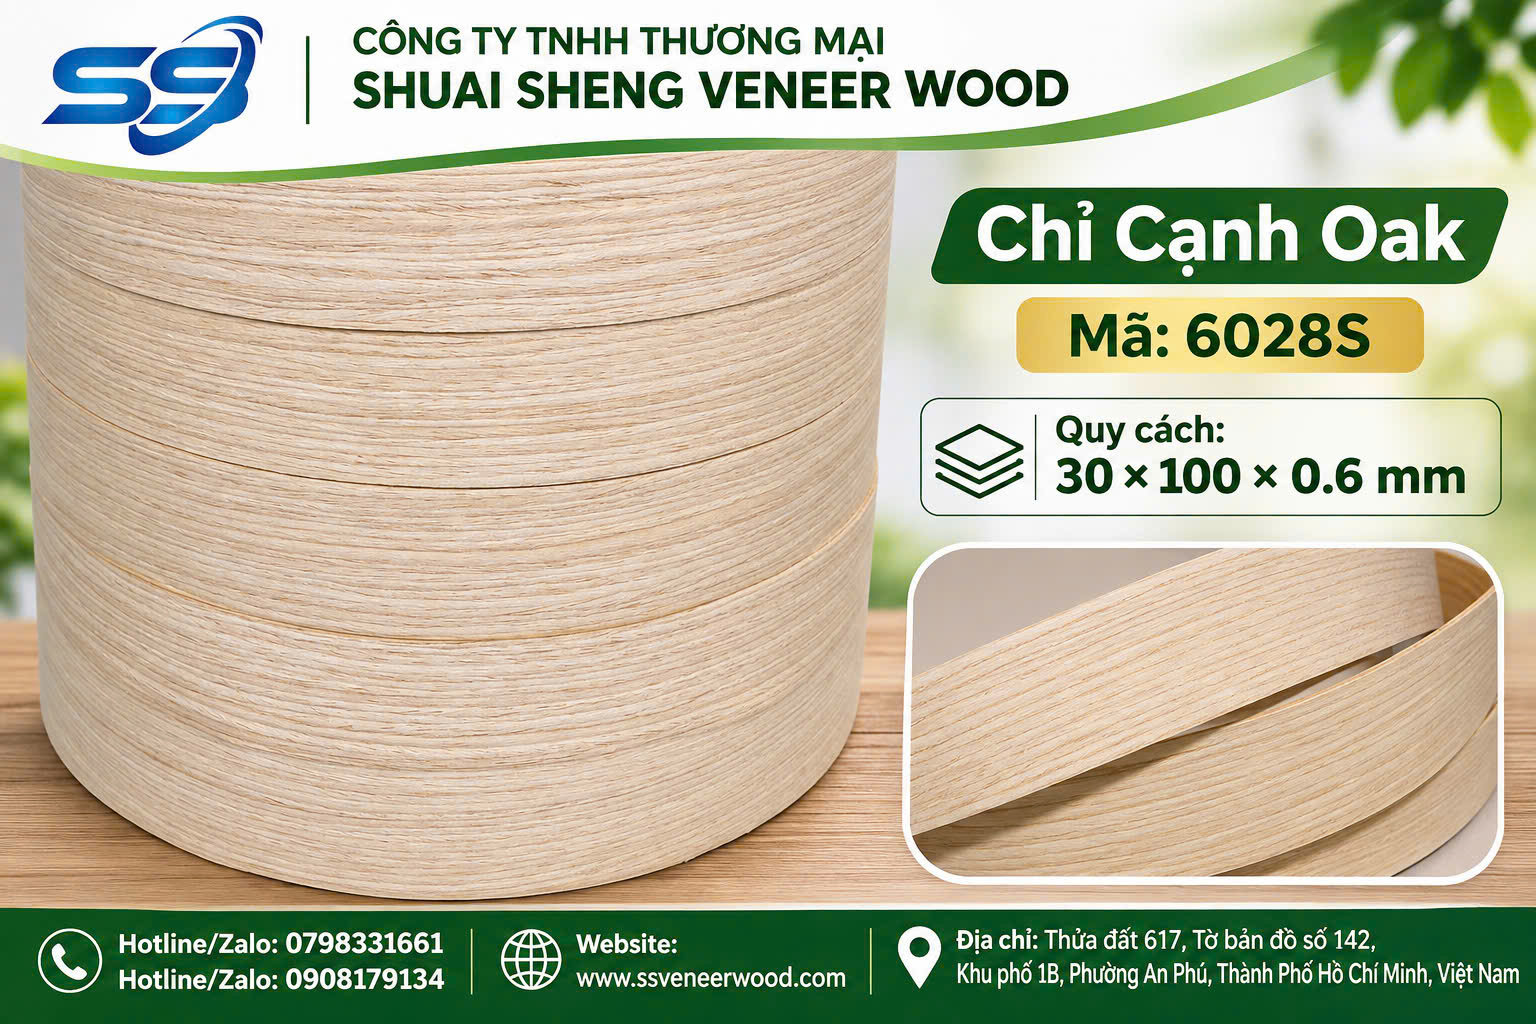 SS
CÔNG TY TNHH THƯƠNG MẠI
SHUAI SHENG VENEER WOOD
Chỉ Cạnh Oak
Mã: 6028S
Quy cách:
30 × 100 × 0.6 mm
Hotline/Zalo: 0798331661
Hotline/Zalo: 0908179134
Website:
www.ssveneerwood.com
Địa chỉ: Thửa đất 617, Tờ bản đồ số 142,
Khu phố 1B, Phường An Phú, Thành Phố Hồ Chí Minh, Việt Nam